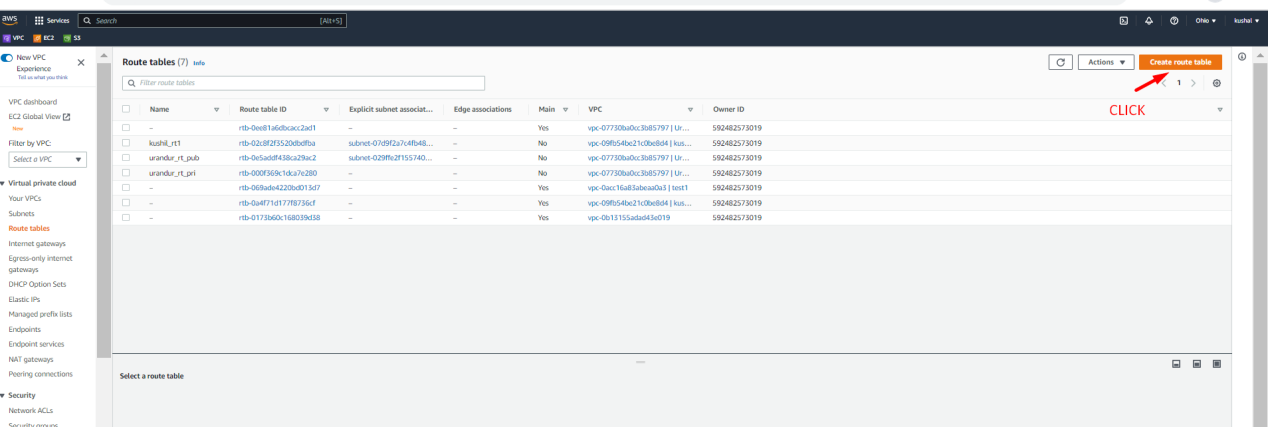 aws Services Search [Alt+S] Ohio kushal
VPC EC2 S3
New VPC
Experience
Tell us what you think
VPC dashboard
EC2 Global View
New
Filter by VPC:
Select a VPC
Virtual private cloud
Your VPCs
Subnets
Route tables
Internet gateways
Egress-only internet
gateways
DHCP Option Sets
Elastic IPs
Managed prefix lists
Endpoints
Endpoint services
NAT gateways
Peering connections
Security
Network ACLs
Security groups
Route tables (7) Info
Actions Create route table
Filter route tables
1
CLICK
Name Route table ID Explicit subnet associat... Edge associations Main VPC Owner ID
– rtb-0ee81a6dbcacc2ad1 – – Yes vpc-07730ba0cc3b85797 | Ur... 592482573019
kushil_rt1 rtb-02c8f2f3520dbdfba subnet-07d9f2a7c4fb48... – No vpc-09fb54be21c0be8d4 | kus... 592482573019
urandur_rt_pub rtb-0e5addf438ca29ac2 subnet-029ffe2f155740... – No vpc-07730ba0cc3b85797 | Ur... 592482573019
urandur_rt_pri rtb-000f369c1dca7e280 – – No vpc-07730ba0cc3b85797 | Ur... 592482573019
– rtb-069ade4220bd013d7 – – Yes vpc-0acc16a83abeaa0a3 | test1 592482573019
– rtb-0a4f71d177f8736cf – – Yes vpc-09fb54be21c0be8d4 | kus... 592482573019
– rtb-0173b60c168039d38 – – Yes vpc-0b13155adad43e019 592482573019
Select a route table